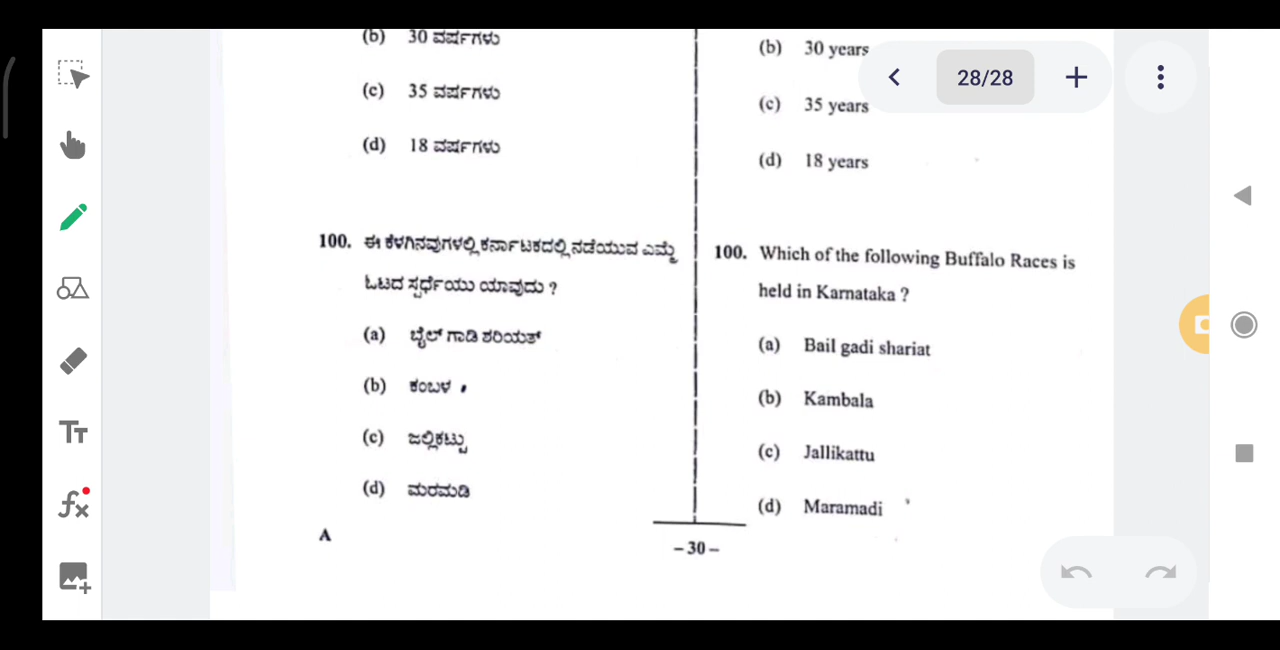 (b) 30 ವರ್ಷಗಳು
(c) 35 ವರ್ಷಗಳು
(d) 18 ವರ್ಷಗಳು
100. ಈ ಕೆಳಗಿನವುಗಳಲ್ಲಿ ಕರ್ನಾಟಕದಲ್ಲಿ ನಡೆಯುವ ಎಮ್ಮೆ
ಓಟದ ಸ್ಪರ್ಧೆಯು ಯಾವುದು ?
(a) ಬೈಲ್ ಗಾಡಿ ಶರಿಯತ್
(b) ಕಂಬಳ
(c) ಜಲ್ಲಿಕಟ್ಟು
(d) ಮರಮಡಿ
A
(b) 30 years
(c) 35 years
(d) 18 years
100. Which of the following Buffalo Races is
held in Karnataka ?
(a) Bail gadi shariat
(b) Kambala
(c) Jallikattu
(d) Maramadi
– 30 –
28/28
TT
fx